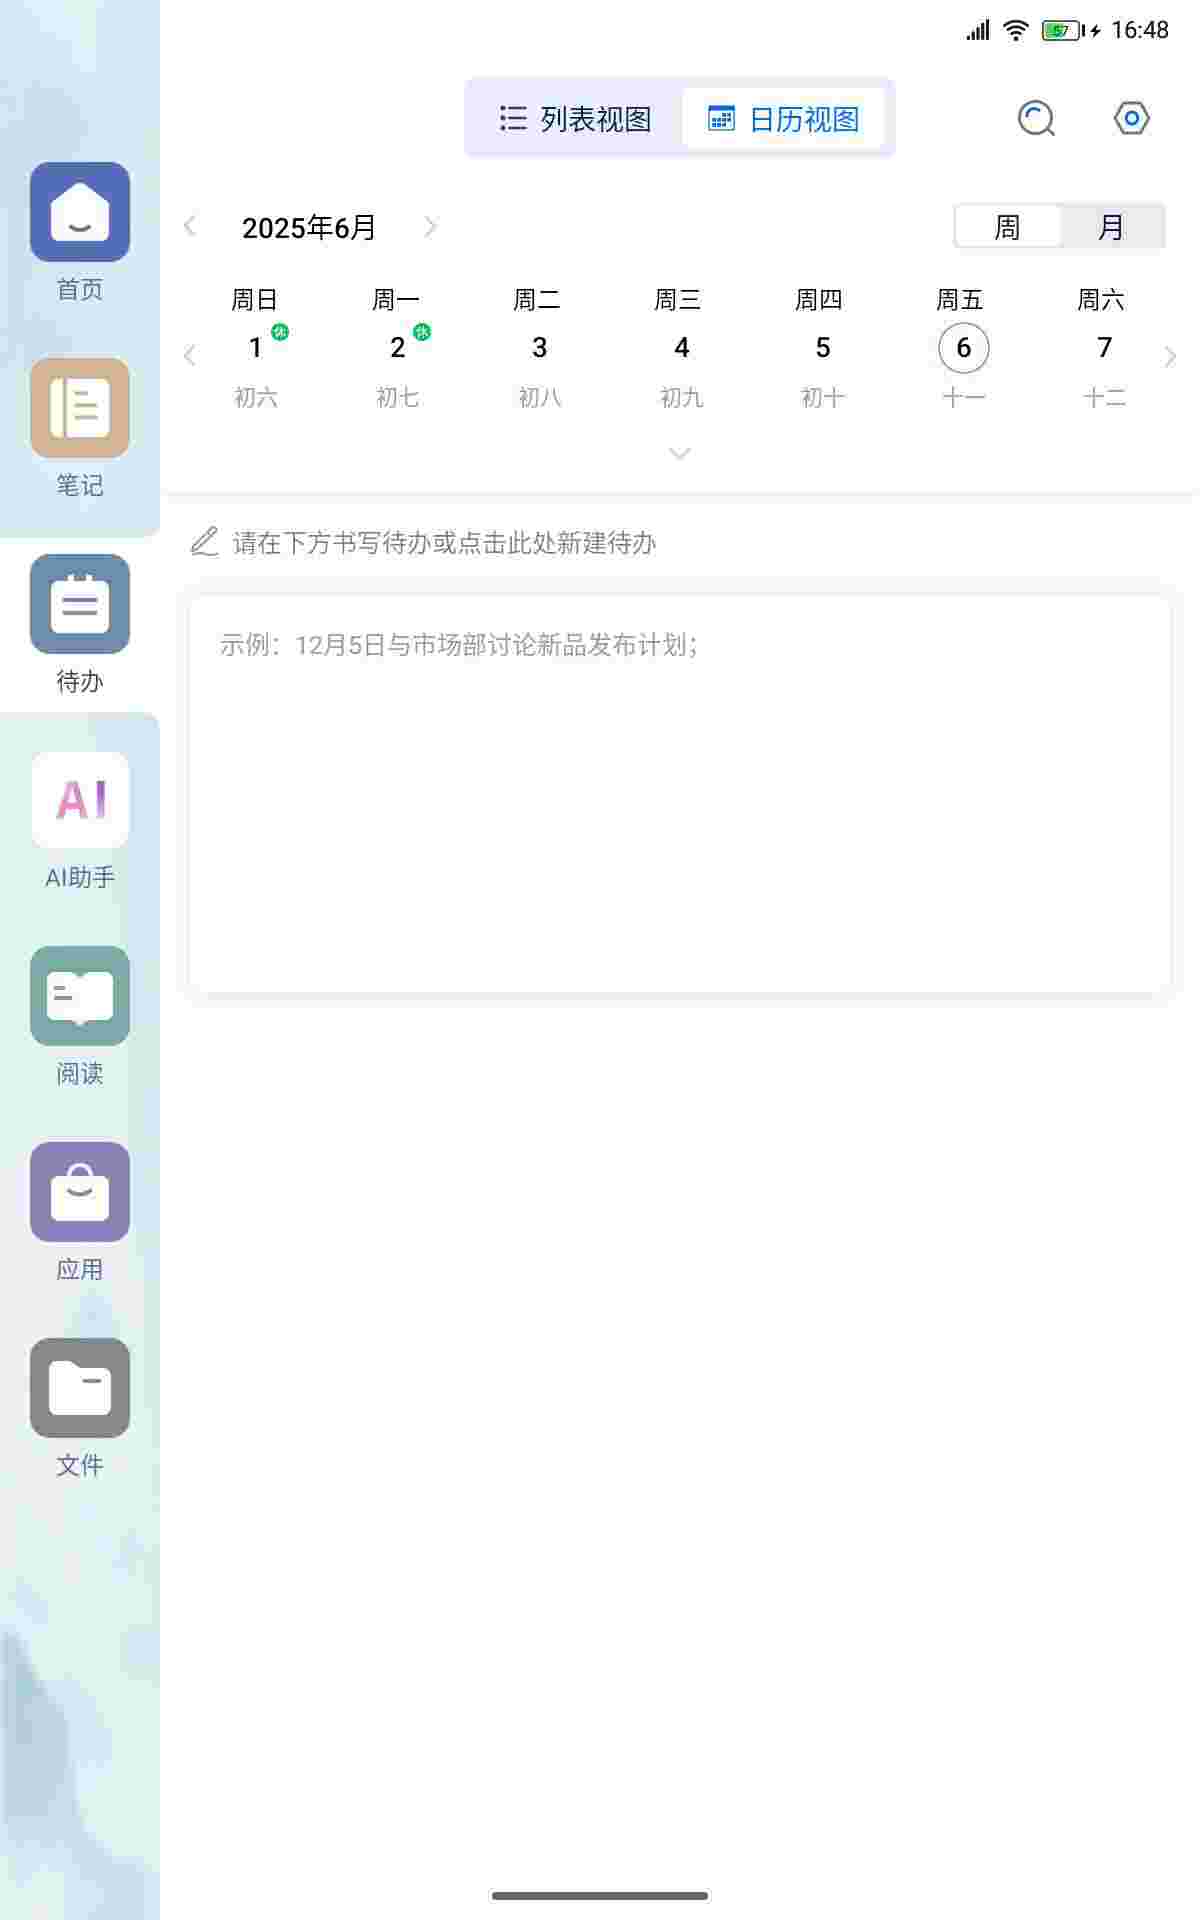 57 16:48
列表视图 日历视图
2025年6月 周 月
周日 周一 周二 周三 周四 周五 周六
1 休 2 休 3 4 5 6 7
初六 初七 初八 初九 初十 十一 十二
请在下方书写待办或点击此处新建待办
示例：12月5日与市场部讨论新品发布计划；
首页
笔记
待办
AI
AI助手
阅读
应用
文件